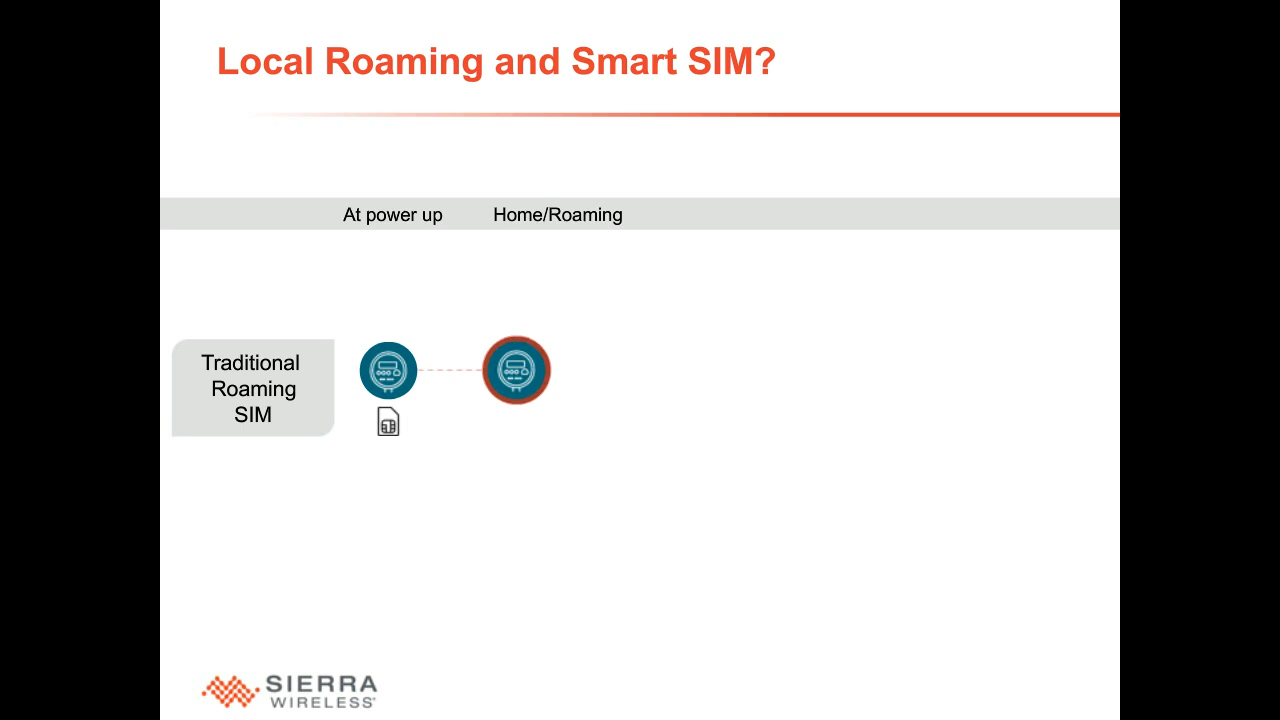 Local Roaming and Smart SIM?
At power up
Home/Roaming
Traditional
Roaming
SIM
SIERRA
WIRELESS